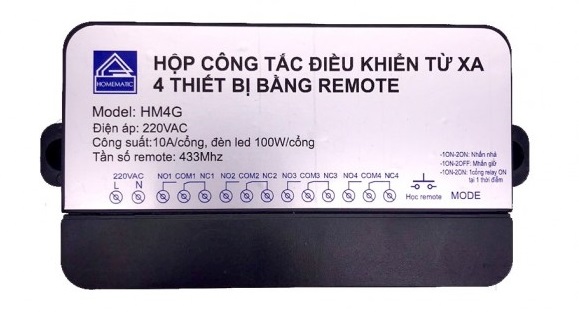 HOMEMATIC
HỘP CÔNG TẮC ĐIỀU KHIỂN TỪ XA
4 THIẾT BỊ BẰNG REMOTE
Model: HM4G
Điện áp: 220VAC
Công suất:10A/cổng, đèn led 100W/cổng
Tần số remote: 433Mhz
-1ON-2ON: Nhấn nhả
-1ON-2OFF: Nhấn giữ
-1ON-2ON: 1cổng relay ON
tại 1 thời điểm
220VAC NO1 COM1 NC1 NO2 COM2 NC2 NO3 COM3 NC3 NO4 COM4 NC4
L N
Học remote MODE